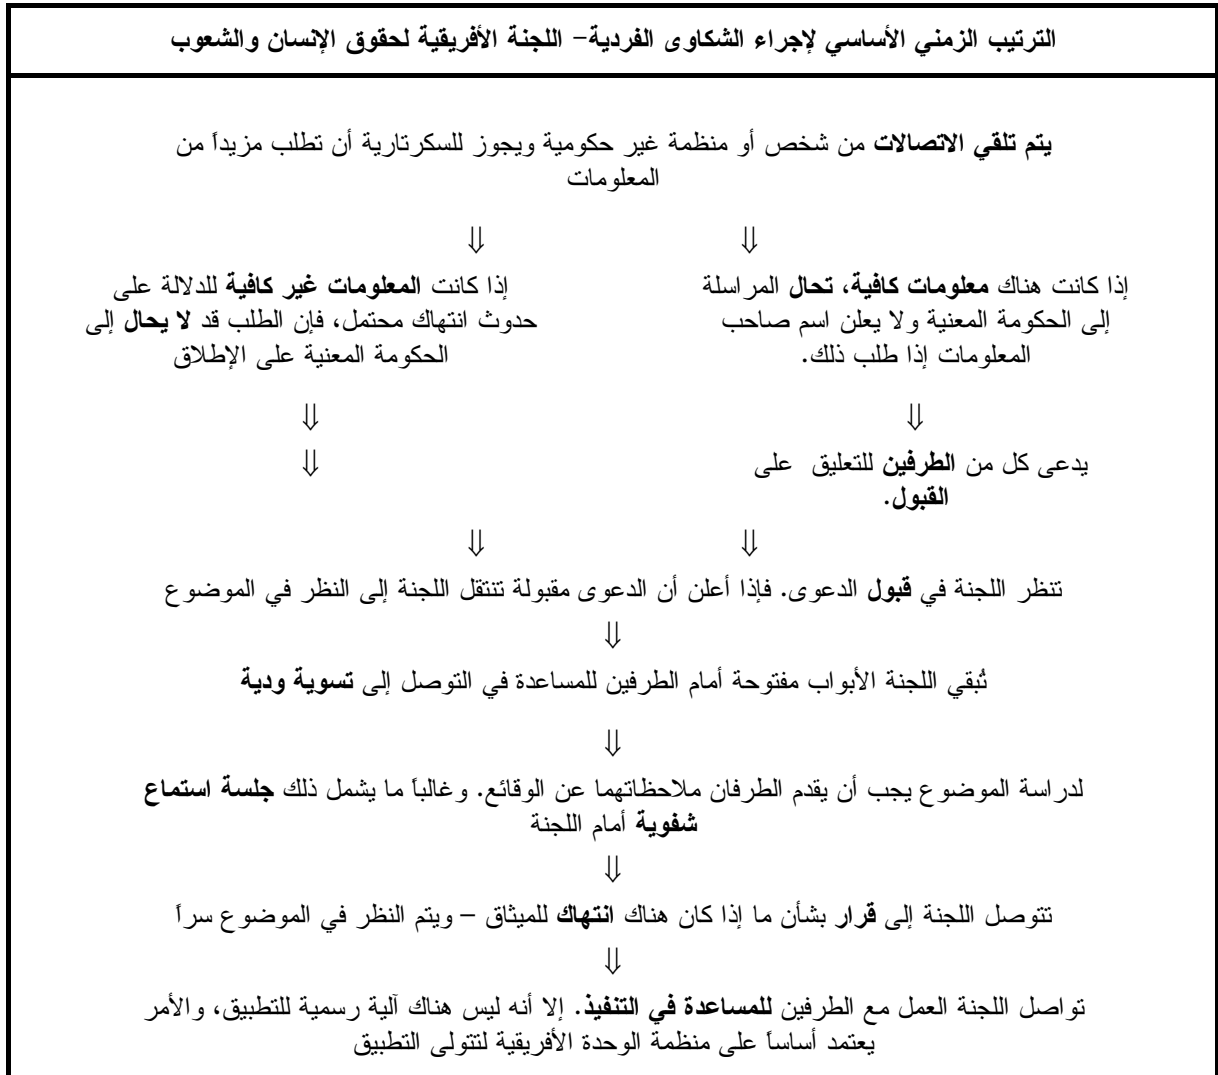 الترتيب الزمني الأساسي لإجراء الشكاوى الفردية– اللجنة الأفريقية لحقوق الإنسان والشعوب
يتم تلقي الاتصالات من شخص أو منظمة غير حكومية ويجوز للسكرتارية أن تطلب مزيداً من
المعلومات
⇓ ⇓
إذا كانت هناك معلومات كافية، تحال المراسلة
إلى الحكومة المعنية ولا يعلن اسم صاحب
المعلومات إذا طلب ذلك.
إذا كانت المعلومات غير كافية للدلالة على
حدوث انتهاك محتمل، فإن الطلب قد لا يحال إلى
الحكومة المعنية على الإطلاق
⇓ ⇓
يدعى كل من الطرفين للتعليق على
القبول.
⇓
⇓ ⇓
تنظر اللجنة في قبول الدعوى. فإذا أعلن أن الدعوى مقبولة تنتقل اللجنة إلى النظر في الموضوع
⇓
تُبقي اللجنة الأبواب مفتوحة أمام الطرفين للمساعدة في التوصل إلى تسوية ودية
⇓
لدراسة الموضوع يجب أن يقدم الطرفان ملاحظاتهما عن الوقائع. وغالباً ما يشمل ذلك جلسة استماع
شفوية أمام اللجنة
⇓
تتوصل اللجنة إلى قرار بشأن ما إذا كان هناك انتهاك للميثاق – ويتم النظر في الموضوع سراً
⇓
تواصل اللجنة العمل مع الطرفين للمساعدة في التنفيذ. إلا أنه ليس هناك آلية رسمية للتطبيق، والأمر
يعتمد أساساً على منظمة الوحدة الأفريقية لتتولى التطبيق